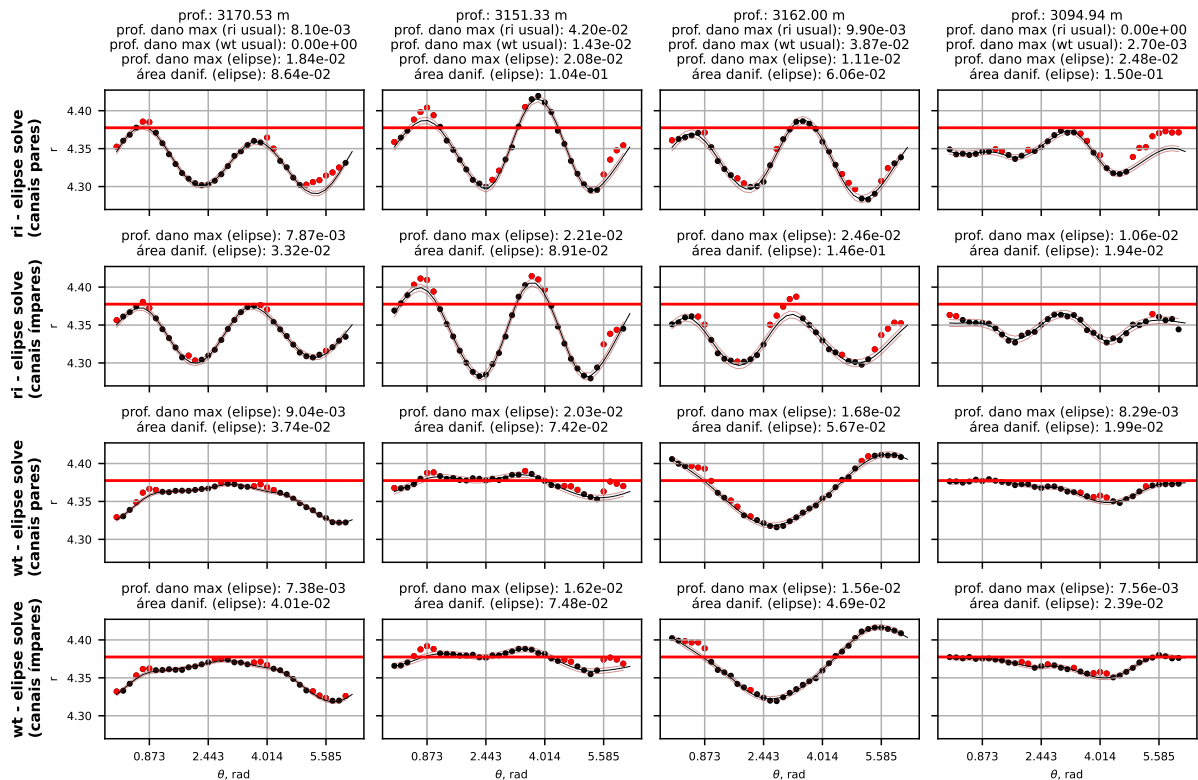 prof.: 3170.53 m
prof. dano max (ri usual): 8.10e-03
prof. dano max (wt usual): 0.00e+00
prof. dano max (elipse): 1.84e-02
área danif. (elipse): 8.64e-02
prof.: 3151.33 m
prof. dano max (ri usual): 4.20e-02
prof. dano max (wt usual): 1.43e-02
prof. dano max (elipse): 2.08e-02
área danif. (elipse): 1.04e-01
prof.: 3162.00 m
prof. dano max (ri usual): 9.90e-03
prof. dano max (wt usual): 3.87e-02
prof. dano max (elipse): 1.11e-02
área danif. (elipse): 6.06e-02
prof.: 3094.94 m
prof. dano max (ri usual): 0.00e+00
prof. dano max (wt usual): 2.70e-03
prof. dano max (elipse): 2.48e-02
área danif. (elipse): 1.50e-01
ri - elipse solve
(canais pares)
r
4.40
4.35
4.30
prof. dano max (elipse): 7.87e-03
área danif. (elipse): 3.32e-02
prof. dano max (elipse): 2.21e-02
área danif. (elipse): 8.91e-02
prof. dano max (elipse): 2.46e-02
área danif. (elipse): 1.46e-01
prof. dano max (elipse): 1.06e-02
área danif. (elipse): 1.94e-02
ri - elipse solve
(canais impares)
r
4.40
4.35
4.30
prof. dano max (elipse): 9.04e-03
área danif. (elipse): 3.74e-02
prof. dano max (elipse): 2.03e-02
área danif. (elipse): 7.42e-02
prof. dano max (elipse): 1.68e-02
área danif. (elipse): 5.67e-02
prof. dano max (elipse): 8.29e-03
área danif. (elipse): 1.99e-02
wt - elipse solve
(canais pares)
r
4.40
4.35
4.30
prof. dano max (elipse): 7.38e-03
área danif. (elipse): 4.01e-02
prof. dano max (elipse): 1.62e-02
área danif. (elipse): 7.48e-02
prof. dano max (elipse): 1.56e-02
área danif. (elipse): 4.69e-02
prof. dano max (elipse): 7.56e-03
área danif. (elipse): 2.39e-02
wt - elipse solve
(canais impares)
r
4.40
4.35
4.30
0.873 2.443 4.014 5.585
θ, rad
0.873 2.443 4.014 5.585
θ, rad
0.873 2.443 4.014 5.585
θ, rad
0.873 2.443 4.014 5.585
θ, rad